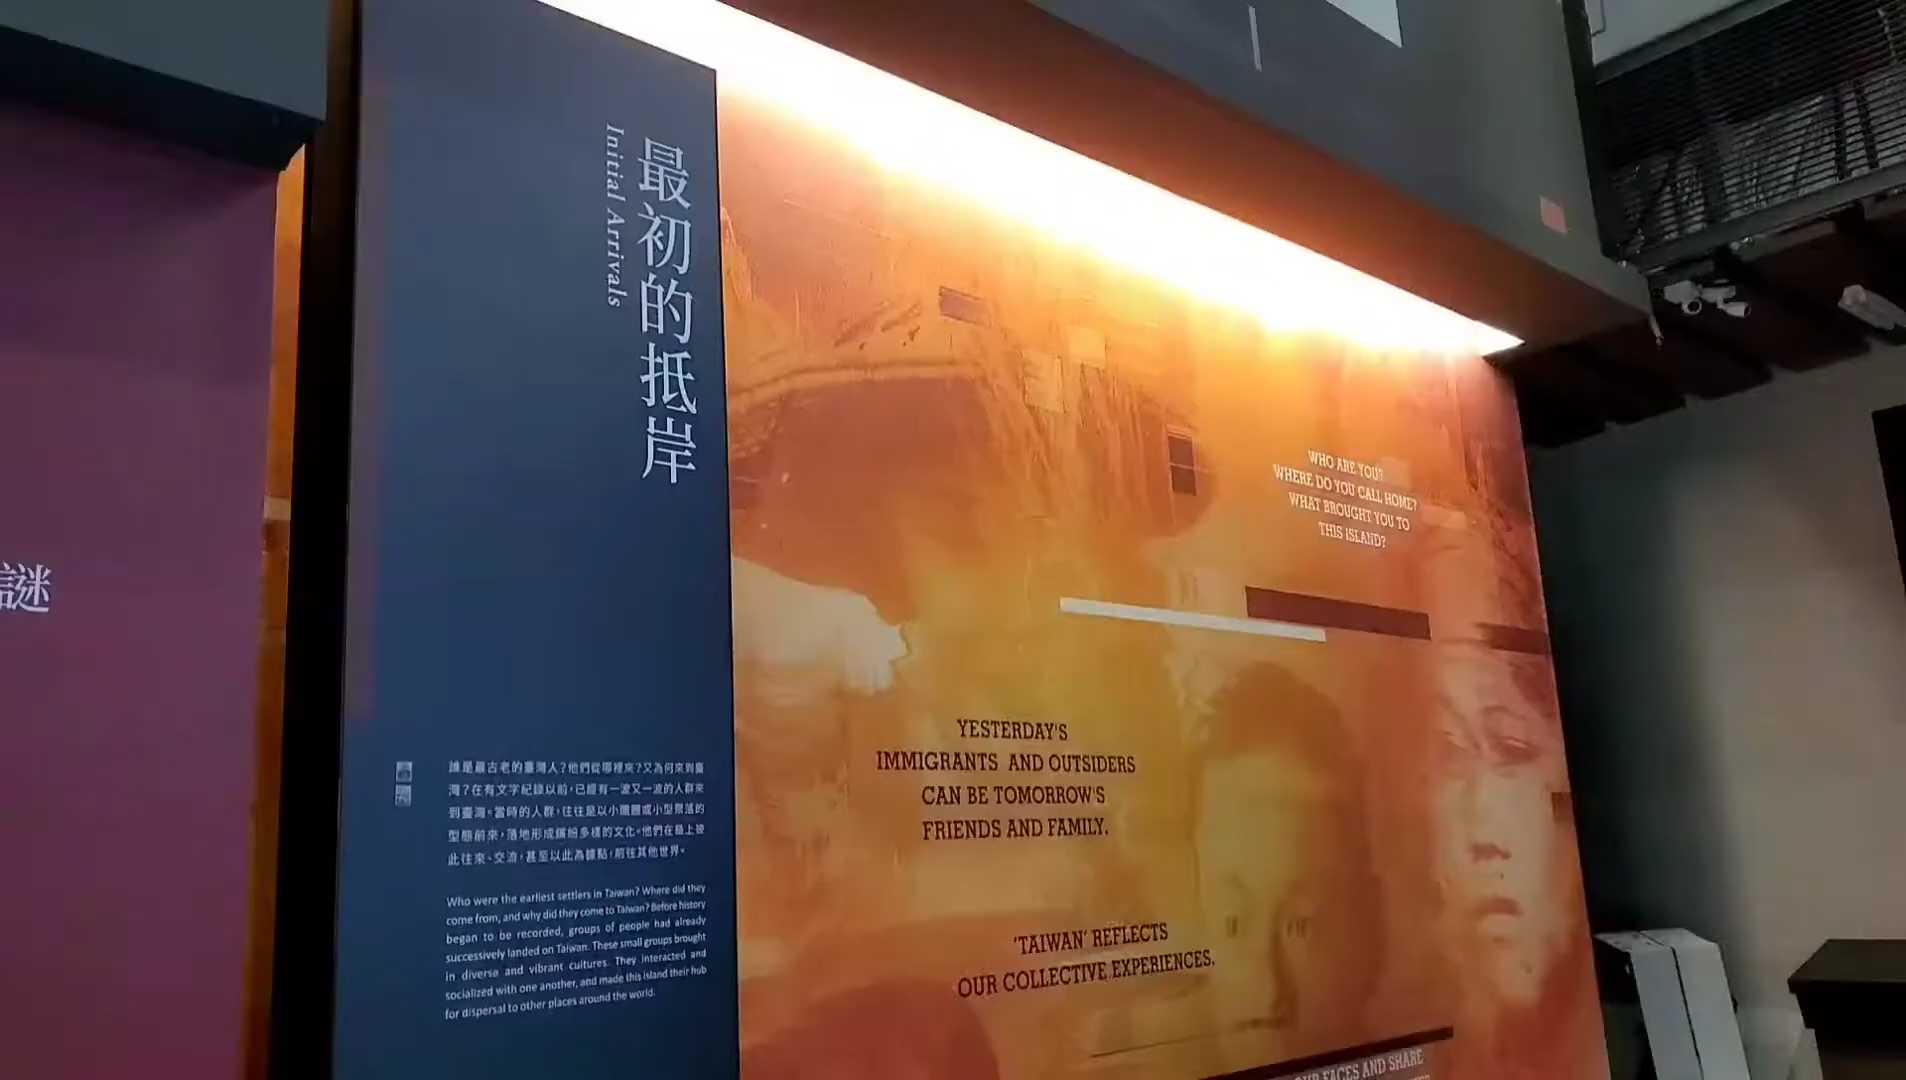 謎
最初的抵岸
Initial Arrivals
誰是最古老的臺灣人?他們從哪裡來?又為何來到臺
灣?在有文字紀錄以前,已經有一波又一波的人群來
到臺灣。當時的人群,往往是以小團體或小型聚落的
型態前來,落地形成繽紛多樣的文化。他們在島上彼
此往來、交流,甚至以此為據點,前往其他世界。
Who were the earliest settlers in Taiwan? Where did they
come from, and why did they come to Taiwan? Before history
began to be recorded, groups of people had already
successively landed on Taiwan. These small groups brought
in diverse and vibrant cultures. They interacted and
socialized with one another, and made this island their hub
for dispersal to other places around the world.
WHO ARE YOU?
WHERE DO YOU CALL HOME?
WHAT BROUGHT YOU TO
THIS ISLAND?
YESTERDAY'S
IMMIGRANTS AND OUTSIDERS
CAN BE TOMORROW'S
FRIENDS AND FAMILY.
'TAIWAN' REFLECTS
OUR COLLECTIVE EXPERIENCES.
OUR FACES AND SHARE